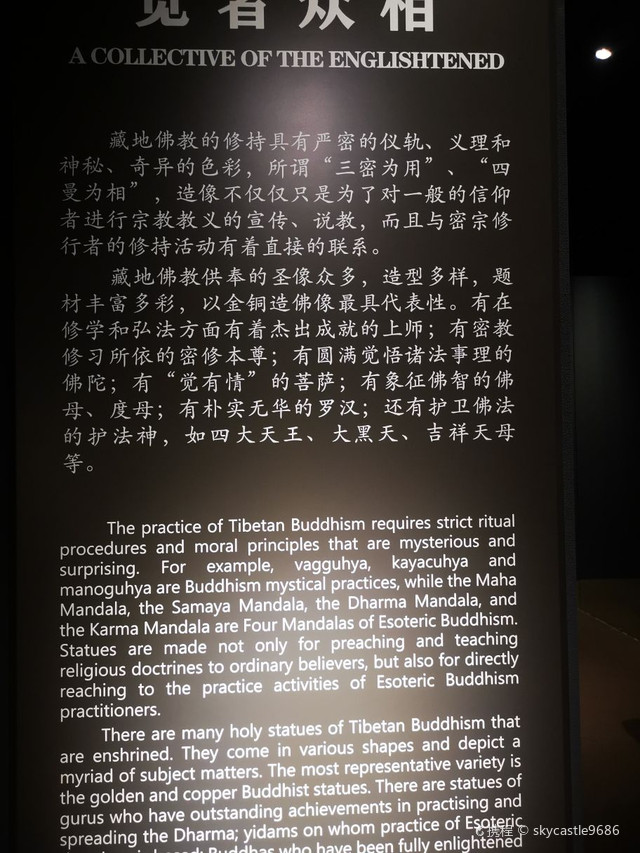 觉者众相
A COLLECTIVE OF THE ENGLISHTENED
藏地佛教的修持具有严密的仪轨、义理和
神秘、奇异的色彩，所谓“三密为用”、“四
曼为相”，造像不仅仅只是为了对一般的信仰
者进行宗教教义的宣传、说教，而且与密宗修
行者的修持活动有着直接的联系。
藏地佛教供奉的圣像众多，造型多样，题
材丰富多彩，以金铜造佛像最具代表性。有在
修学和弘法方面有着杰出成就的上师；有密教
修习所依的密修本尊；有圆满觉悟诸法事理的
佛陀；有“觉有情”的菩萨；有象征佛智的佛
母、度母；有朴实无华的罗汉；还有护卫佛法
的护法神，如四大天王、大黑天、吉祥天母
等。
The practice of Tibetan Buddhism requires strict ritual
procedures and moral principles that are mysterious and
surprising. For example, vagguhya, kayacuhya and
manoguhya are Buddhism mystical practices, while the Maha
Mandala, the Samaya Mandala, the Dharma Mandala, and
the Karma Mandala are Four Mandalas of Esoteric Buddhism.
Statues are made not only for preaching and teaching
religious doctrines to ordinary believers, but also for directly
reaching to the practice activities of Esoteric Buddhism
practitioners.
There are many holy statues of Tibetan Buddhism that
are enshrined. They come in various shapes and depict a
myriad of subject matters. The most representative variety is
the golden and copper Buddhist statues. There are statues of
gurus who have outstanding achievements in practising and
spreading the Dharma; yidams on whom practice of Esoteric
Buddhas who have been fully enlightened
携程 © skycastle9686